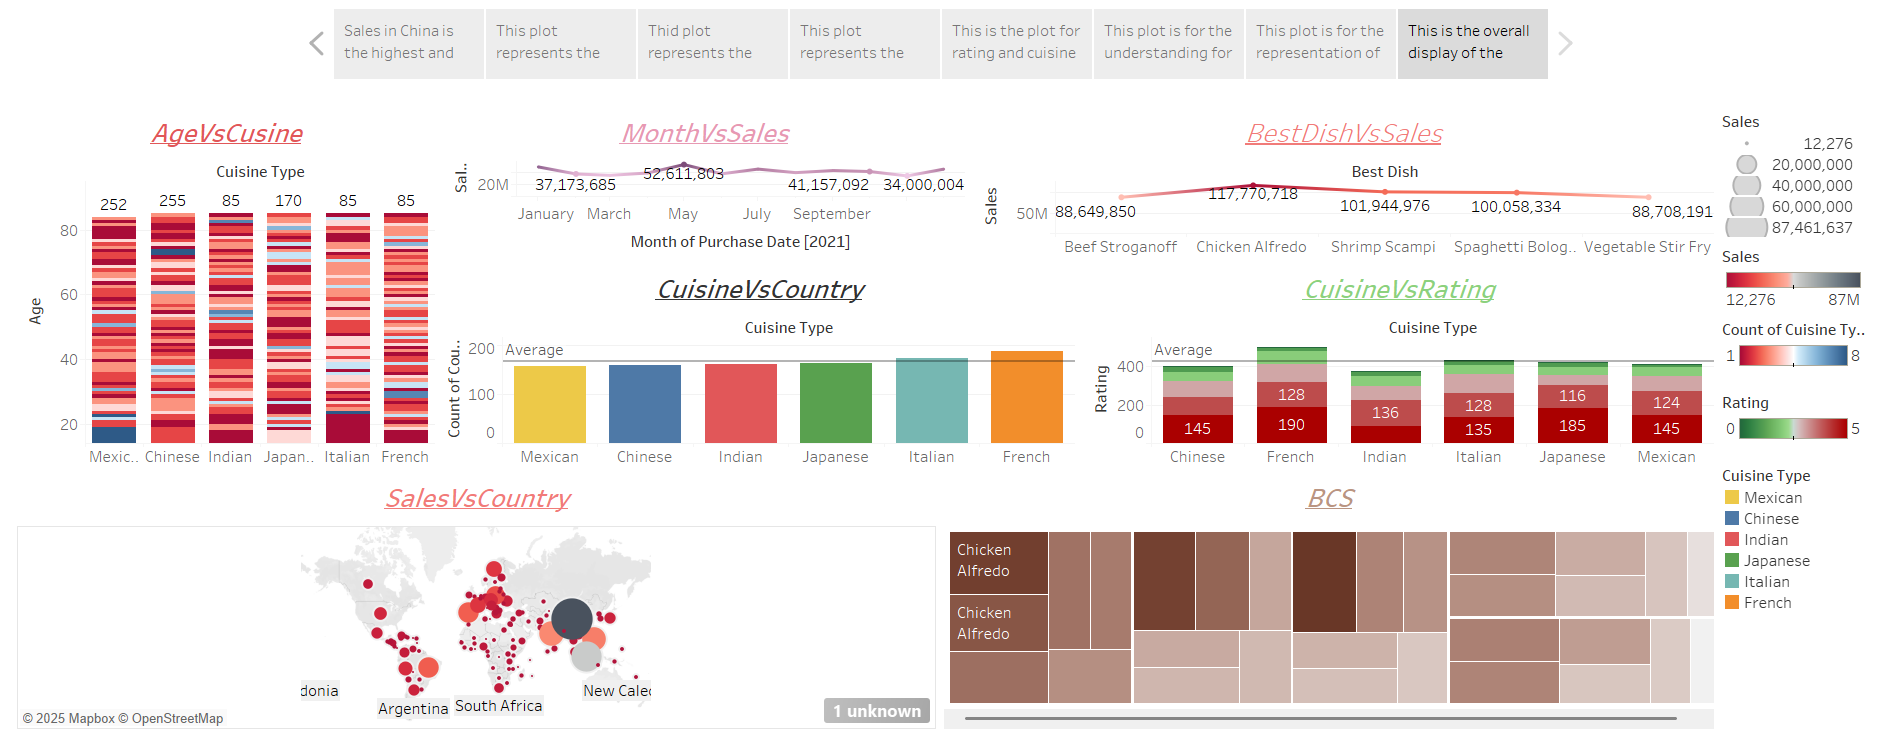 Sales in China is
the highest and
This plot
represents the
Thid plot
represents the
This plot
represents the
This is the plot for
rating and cuisine
This plot is for the
understanding for
This plot is for the
representation of
This is the overall
display of the
AgeVsCusine
Cuisine Type
252
255
85
170
85
85
Age
80
60
40
20
Mexic..
Chinese
Indian
Japan..
Italian
French
MonthVsSales
Sal..
20M
37,173,685
52,611,803
41,157,092
34,000,004
January
March
May
July
September
Month of Purchase Date [2021]
BestDishVsSales
Best Dish
Sales
50M
88,649,850
117,770,718
101,944,976
100,058,334
88,708,191
Beef Stroganoff
Chicken Alfredo
Shrimp Scampi
Spaghetti Bolog..
Vegetable Stir Fry
CuisineVsCountry
Cuisine Type
Count of Cou..
200
100
0
Average
Mexican
Chinese
Indian
Japanese
Italian
French
CuisineVsRating
Cuisine Type
Rating
400
200
0
Average
145
128
190
136
128
135
116
185
124
145
Chinese
French
Indian
Italian
Japanese
Mexican
SalesVsCountry
donia
Argentina
South Africa
New Calec
© 2025 Mapbox © OpenStreetMap
1 unknown
BCS
Chicken
Alfredo
Chicken
Alfredo
Sales
12,276
20,000,000
40,000,000
60,000,000
87,461,637
Sales
12,276
87M
Count of Cuisine Ty..
1
8
Rating
0
5
Cuisine Type
Mexican
Chinese
Indian
Japanese
Italian
French